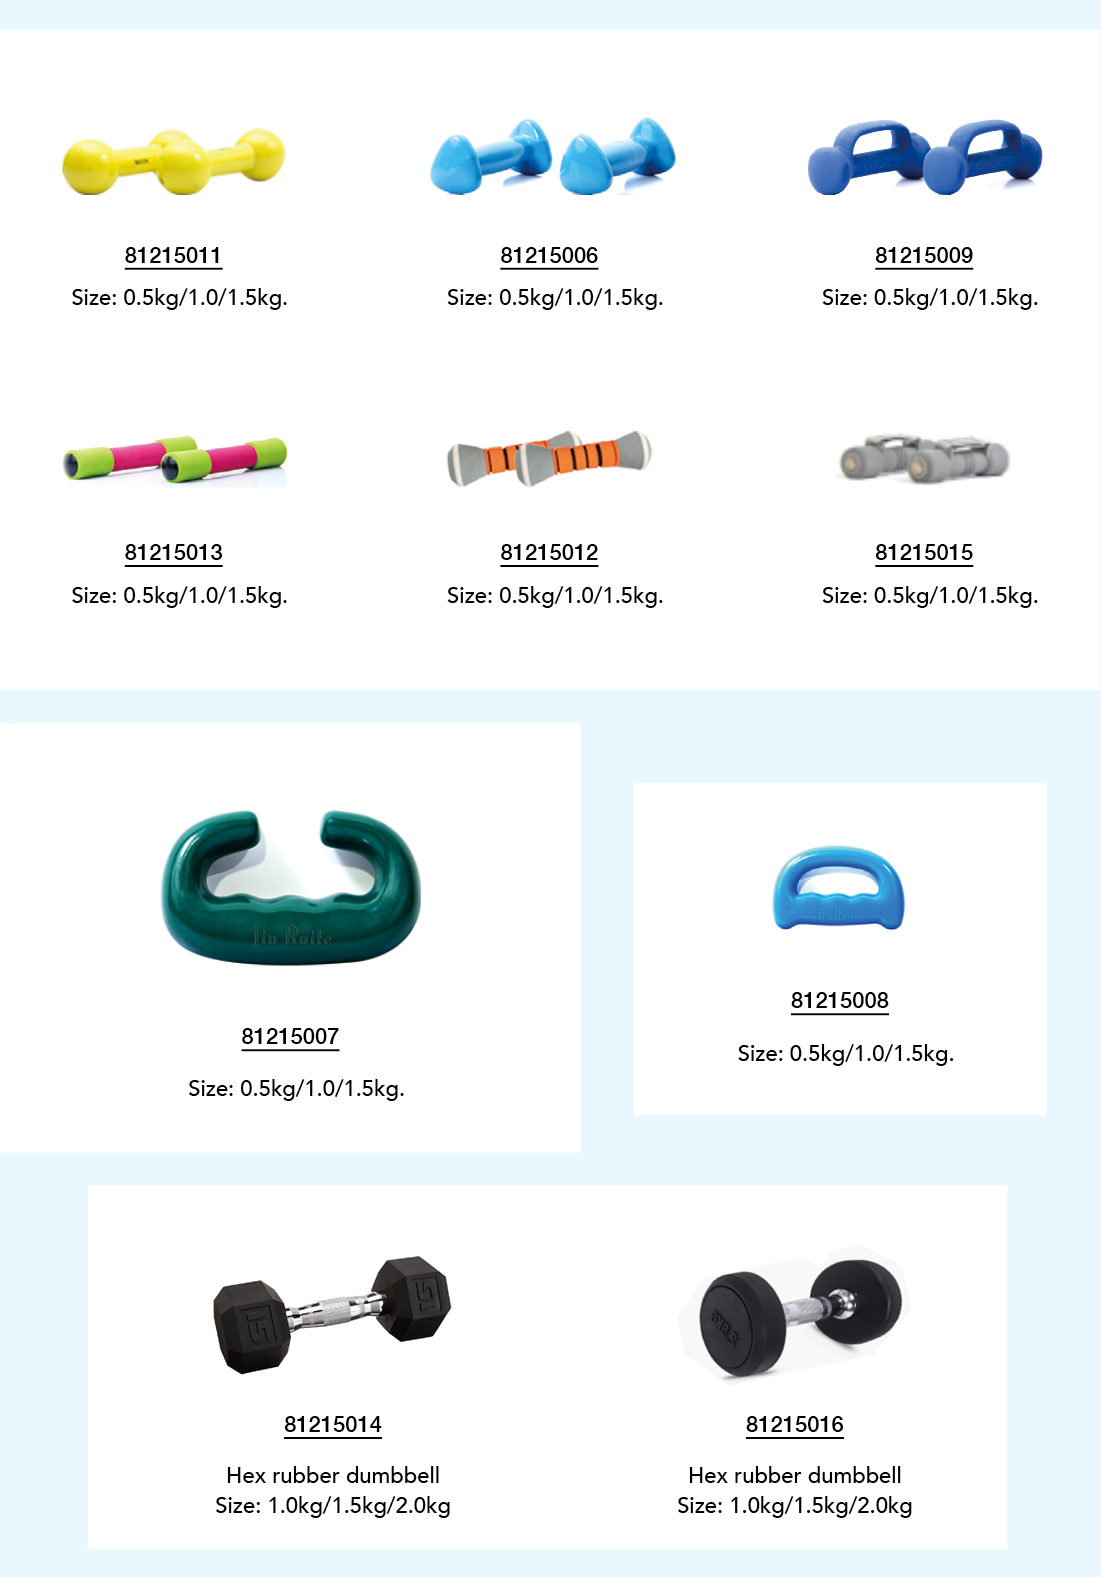 81215011
Size: 0.5kg/1.0/1.5kg.
81215006
Size: 0.5kg/1.0/1.5kg.
81215009
Size: 0.5kg/1.0/1.5kg.
81215013
Size: 0.5kg/1.0/1.5kg.
81215012
Size: 0.5kg/1.0/1.5kg.
81215015
Size: 0.5kg/1.0/1.5kg.
Jin Ruite
81215007
Size: 0.5kg/1.0/1.5kg.
Jin Ruite
81215008
Size: 0.5kg/1.0/1.5kg.
15
15
81215014
Hex rubber dumbbell
Size: 1.0kg/1.5kg/2.0kg
81215016
Hex rubber dumbbell
Size: 1.0kg/1.5kg/2.0kg